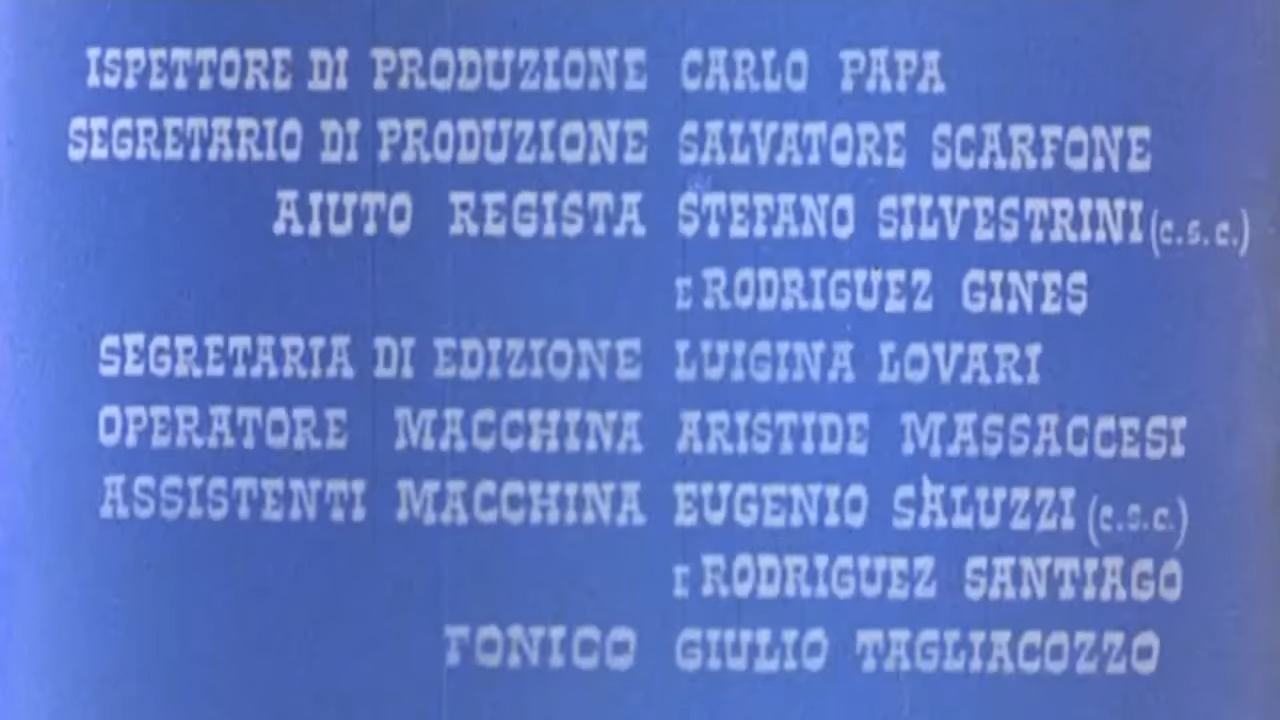 ISPETTORE DI PRODUZIONE CARLO PAPA
SEGRETARIO DI PRODUZIONE SALVATORE SCARFONE
AIUTO REGISTA STEFANO SILVESTRINI (c.s.c.)
E RODRIGUEZ GINES
SEGRETARIA DI EDIZIONE LUIGINA LOVARI
OPERATORE MACCHINA ARISTIDE MASSACCESI
ASSISTENTI MACCHINA EUGENIO SALUZZI (c.s.c.)
E RODRIGUEZ SANTIAGO
FONICO GIULIO TAGLIACOZZO